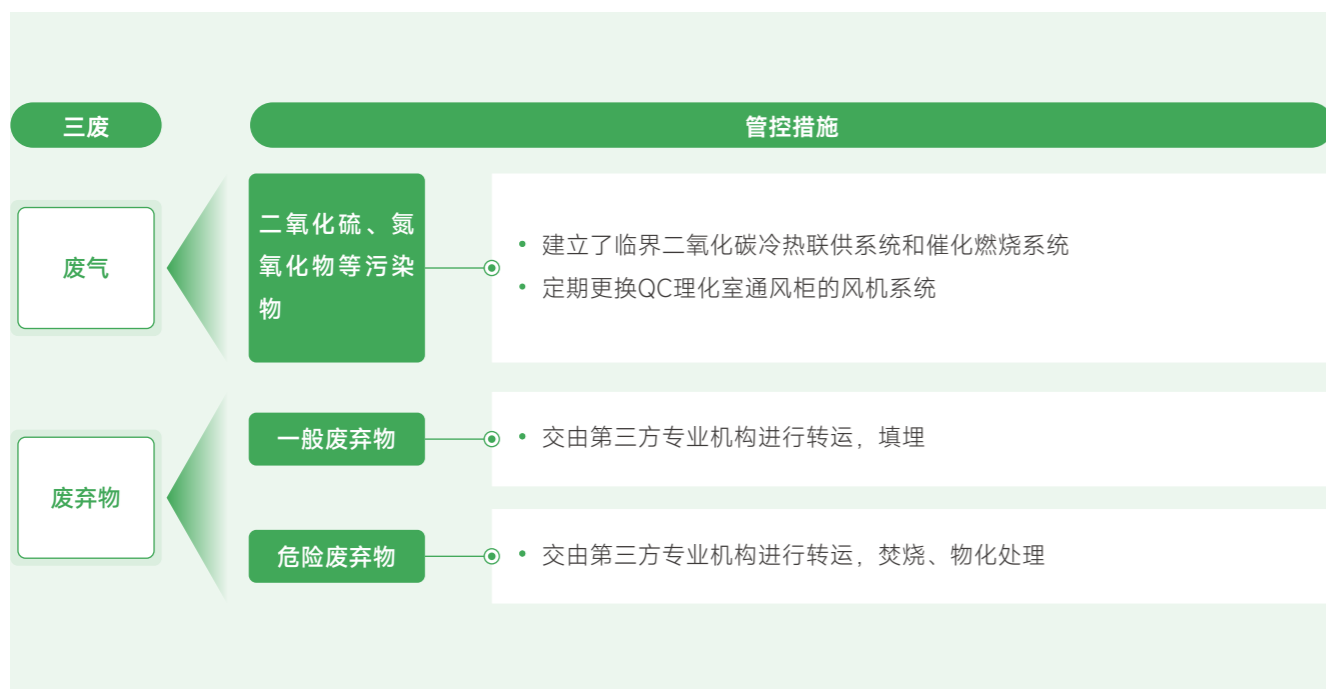 三废
管控措施
废气
二氧化硫、氮
氧化物等污染
物
• 建立了临界二氧化碳冷热联供系统和催化燃烧系统
• 定期更换QC理化室通风柜的风机系统
废弃物
一般废弃物
• 交由第三方专业机构进行转运，填埋
危险废弃物
• 交由第三方专业机构进行转运，焚烧、物化处理